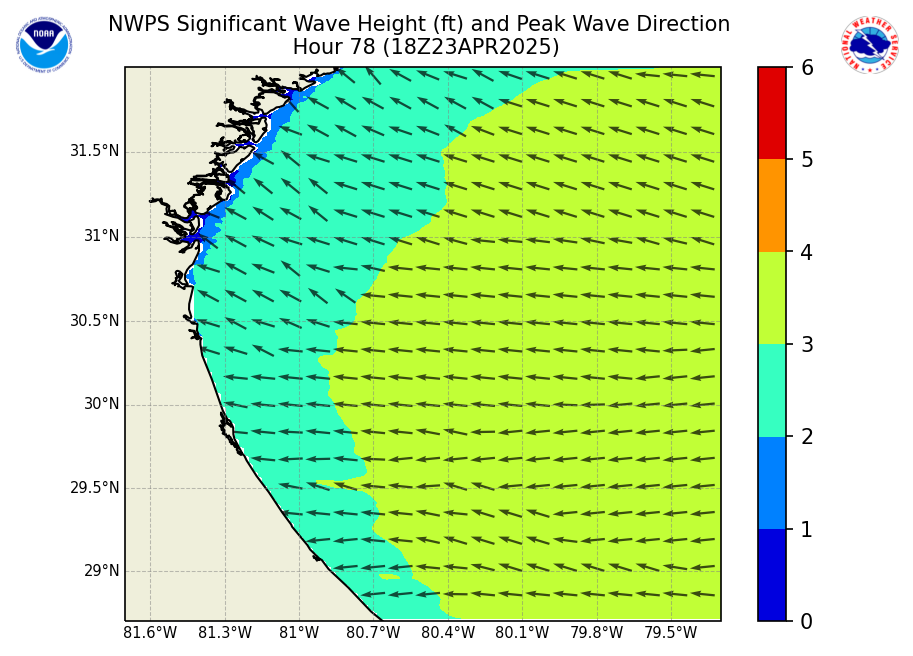 NWPS Significant Wave Height (ft) and Peak Wave Direction
Hour 78 (18Z23APR2025)
NOAA
NATIONAL WEATHER SERVICE
31.5°N
31°N
30.5°N
30°N
29.5°N
29°N
81.6°W 81.3°W 81°W 80.7°W 80.4°W 80.1°W 79.8°W 79.5°W
6
5
4
3
2
1
0